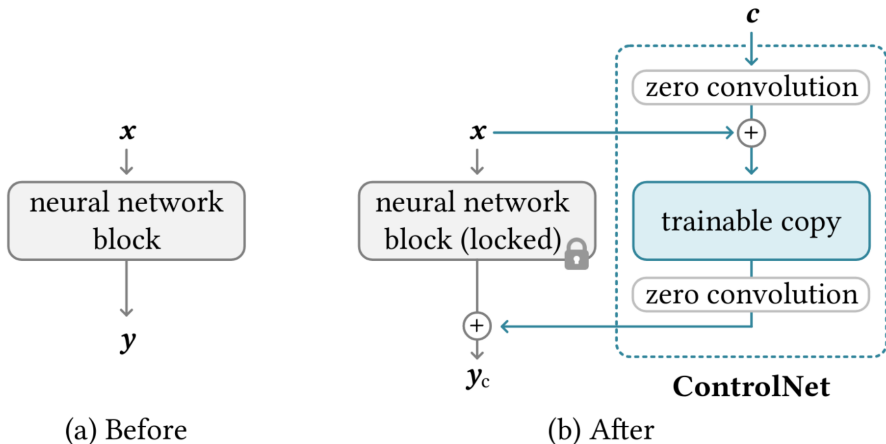 x
neural network
block
y
(a) Before
c
zero convolution
x
+
neural network
block (locked)
trainable copy
zero convolution
+
y_c
ControlNet
(b) After